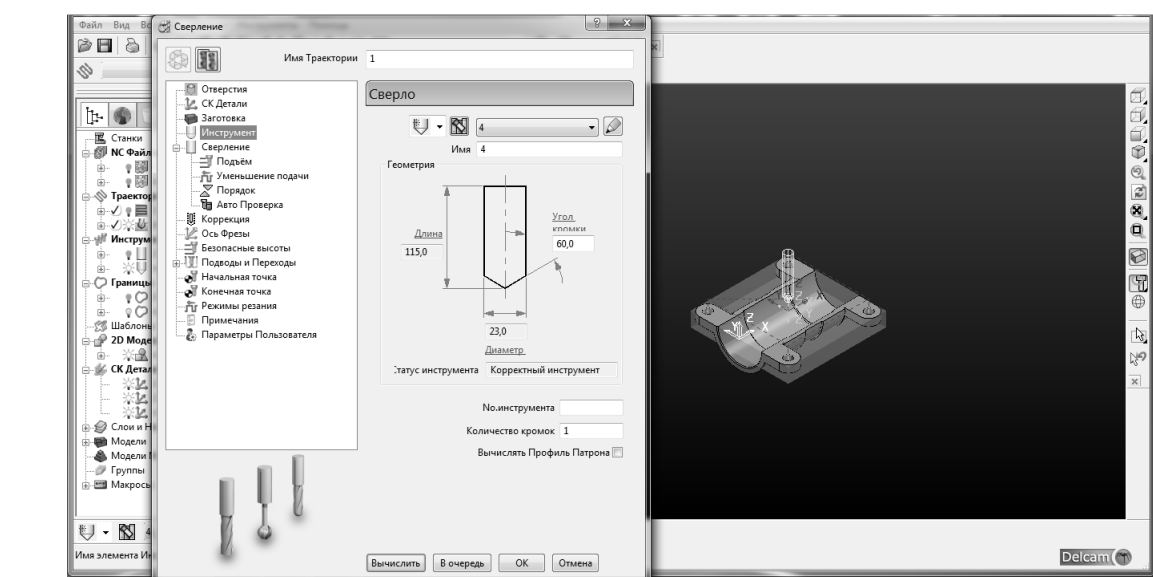 Файл Вид
Сверление
Имя Траектории 1
Отверстия
СК Детали
Заготовка
Инструмент
Сверление
Подъём
Уменьшение подачи
Порядок
Авто Проверка
Коррекция
Ось Фрезы
Безопасные высоты
Подводы и Переходы
Начальная точка
Конечная точка
Режимы резания
Примечания
Параметры Пользователя
Сверло
4
Имя 4
Геометрия
Угол
кромки
60,0
Длина
115,0
23,0
Диаметр
Статус инструмента Корректный инструмент
No.инструмента
Количество кромок 1
Вычислять Профиль Патрона
Вычислить В очередь OK Отмена
Станки
NC Файл
Траектор
Инструм
Границы
Шаблоны
2D Моде
СК Детал
Слои и Н
Модели
Модели
Группы
Макросы
4
Имя элемента Ин
Z
X
Y
Z
X
Delcam